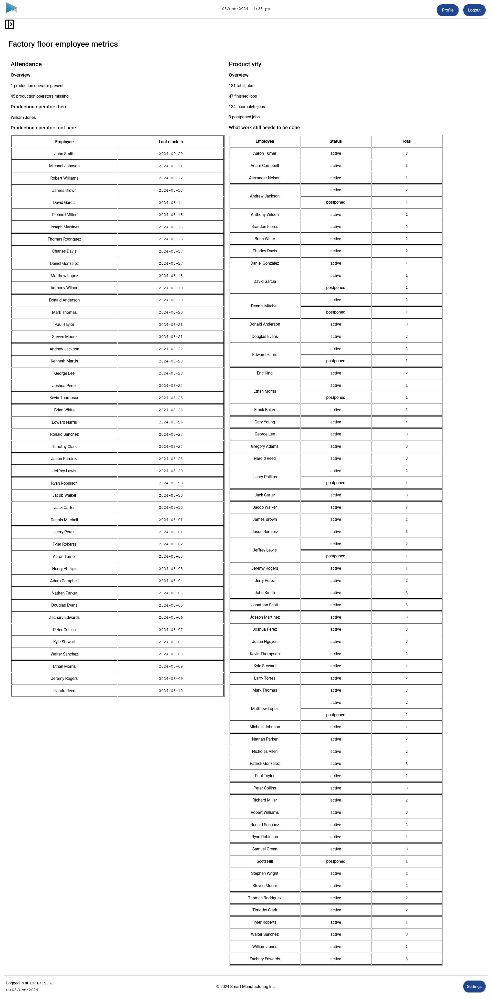 03/Oct/2024 11:38 pm
Profile
Logout
Factory floor employee metrics
Attendance
Overview
1 production operator present
45 production operators missing
Production operators here
William Jones
Production operators not here
Employee Last clock in
John Smith 2024-09-29
Michael Johnson 2024-08-11
Robert Williams 2024-08-12
James Brown 2024-08-13
David Garcia 2024-08-14
Richard Miller 2024-08-15
Joseph Martinez 2024-08-15
Thomas Rodriguez 2024-08-16
Charles Davis 2024-08-17
Daniel Gonzalez 2024-08-17
Matthew Lopez 2024-08-18
Anthony Wilson 2024-08-19
Donald Anderson 2024-08-19
Mark Thomas 2024-08-20
Paul Taylor 2024-08-21
Steven Moore 2024-08-21
Andrew Jackson 2024-08-22
Kenneth Martin 2024-08-23
George Lee 2024-08-23
Joshua Perez 2024-08-24
Kevin Thompson 2024-08-25
Brian White 2024-08-25
Edward Harris 2024-08-26
Ronald Sanchez 2024-08-27
Timothy Clark 2024-08-27
Jason Ramirez 2024-08-28
Jeffrey Lewis 2024-08-29
Ryan Robinson 2024-08-29
Jacob Walker 2024-08-30
Jack Carter 2024-08-30
Dennis Mitchell 2024-08-01
Jerry Perez 2024-08-01
Tyler Roberts 2024-08-02
Aaron Turner 2024-08-03
Henry Phillips 2024-08-03
Adam Campbell 2024-08-04
Nathan Parker 2024-08-05
Douglas Evans 2024-08-05
Zachary Edwards 2024-08-06
Peter Collins 2024-08-07
Kyle Stewart 2024-08-07
Walter Sanchez 2024-08-08
Ethan Morris 2024-08-09
Jeremy Rogers 2024-08-09
Harold Reed 2024-08-10
Productivity
Overview
181 total jobs
47 finished jobs
134 incomplete jobs
9 postponed jobs
What work still needs to be done
Employee Status Total
Aaron Turner active 3
Adam Campbell active 3
Alexander Nelson active 1
Andrew Jackson active 2
postponed 1
Anthony Wilson active 1
Brandon Flores active 2
Brian White active 2
Charles Davis active 2
Daniel Gonzalez active 1
David Garcia active 1
postponed 1
Dennis Mitchell active 2
postponed 1
Donald Anderson active 3
Douglas Evans active 2
Edward Harris active 2
postponed 1
Eric King active 2
Ethan Morris active 1
postponed 1
Frank Baker active 1
Gary Young active 4
George Lee active 3
Gregory Adams active 3
Harold Reed active 3
Henry Phillips active 2
postponed 1
Jack Carter active 3
Jacob Walker active 2
James Brown active 2
Jason Ramirez active 3
Jeffrey Lewis active 2
postponed 1
Jeremy Rogers active 1
Jerry Perez active 2
John Smith active 3
Jonathan Scott active 3
Joseph Martinez active 3
Joshua Perez active 3
Justin Nguyen active 3
Kevin Thompson active 2
Kyle Stewart active 1
Larry Torres active 2
Mark Thomas active 3
Matthew Lopez active 2
postponed 1
Michael Johnson active 1
Nathan Parker active 2
Nicholas Allen active 2
Patrick Gonzalez active 3
Paul Taylor active 1
Peter Collins active 3
Richard Miller active 2
Robert Williams active 3
Ronald Sanchez active 2
Ryan Robinson active 1
Samuel Green active 3
Scott Hill postponed 1
Stephen Wright active 2
Steven Moore active 2
Thomas Rodriguez active 2
Timothy Clark active 2
Tyler Roberts active 1
Walter Sanchez active 3
William Jones active 1
Zachary Edwards active 3
Logged in at 10:47:55pm
on 03/Oct/2024
© 2024 Smart Manufacturing Inc.
Settings